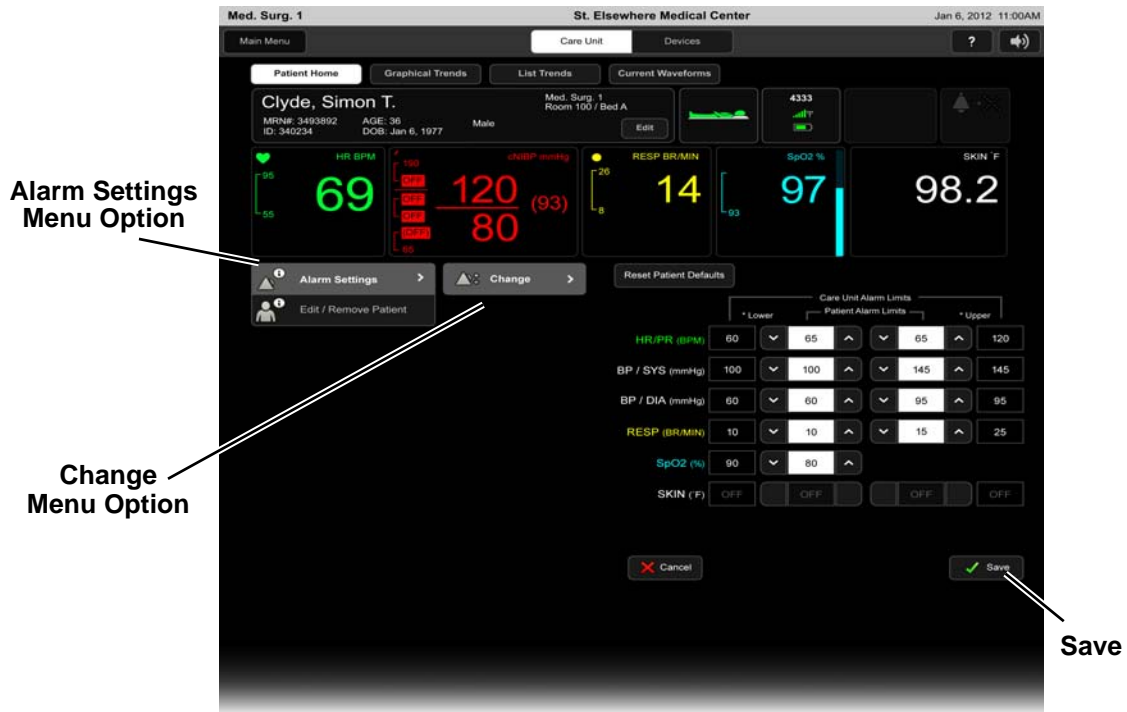 Med. Surg. 1 St. Elsewhere Medical Center Jan 6, 2012 11:00AM
Main Menu Care Unit Devices ?
Patient Home Graphical Trends List Trends Current Waveforms
Clyde, Simon T. Med. Surg. 1
Room 100 / Bed A
MRN#: 3493892 AGE: 36 Male
ID: 340234 DOB: Jan 6, 1977 Edit
4333
HR BPM cNIBP mmHg RESP BR/MIN SpO2 % SKIN °F
95 190 26
69 OFF 120 (93) 14 97 98.2
OFF
55 OFF 80 8 93
(OFF)
65
Alarm Settings
Menu Option
Alarm Settings > Change > Reset Patient Defaults
Edit / Remove Patient
Care Unit Alarm Limits
* Lower Patient Alarm Limits * Upper
HR/PR (BPM) 60 65 65 120
BP / SYS (mmHg) 100 100 145 145
BP / DIA (mmHg) 60 60 95 95
RESP (BR/MIN) 10 10 15 25
SpO2 (%) 90 80
SKIN (°F) OFF OFF OFF OFF
Change
Menu Option
Cancel Save
Save